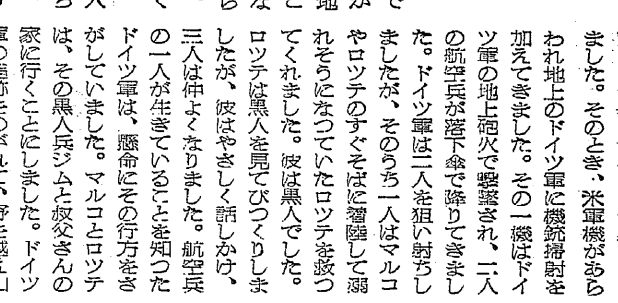 ました。そのとき、米軍機があら
われ地上のドイツ軍に機銃掃射を
加えてきました。その一機はドイ
ツ軍の地上砲火で撃墜され、二人
の航空兵が落下傘で降りてきまし
た。ドイツ軍は二人を狙い射ちし
ましたが、そのうち一人はマルコ
やロツテのすぐそばに着陸して溺
れそうになつていたロツテを救つ
てくれました。彼は黒人でした。
ロツテは黒人を見てびつくりしま
したが、彼はやさしく話しかけ、
三人は仲よくなりました。航空兵
の一人が生きていることを知つた
ドイツ軍は、懸命にその行方をさ
がしていました。マルコとロツテ
は、その黒人兵ジムと叔父さんの
家に行くことにしました。ドイツ